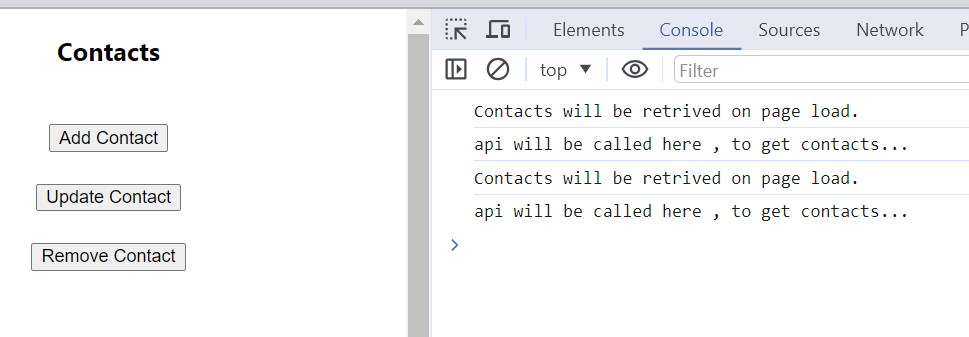 Contacts
Add Contact
Update Contact
Remove Contact
Elements Console Sources Network P
top Filter
Contacts will be retrived on page load.
api will be called here , to get contacts...
Contacts will be retrived on page load.
api will be called here , to get contacts...